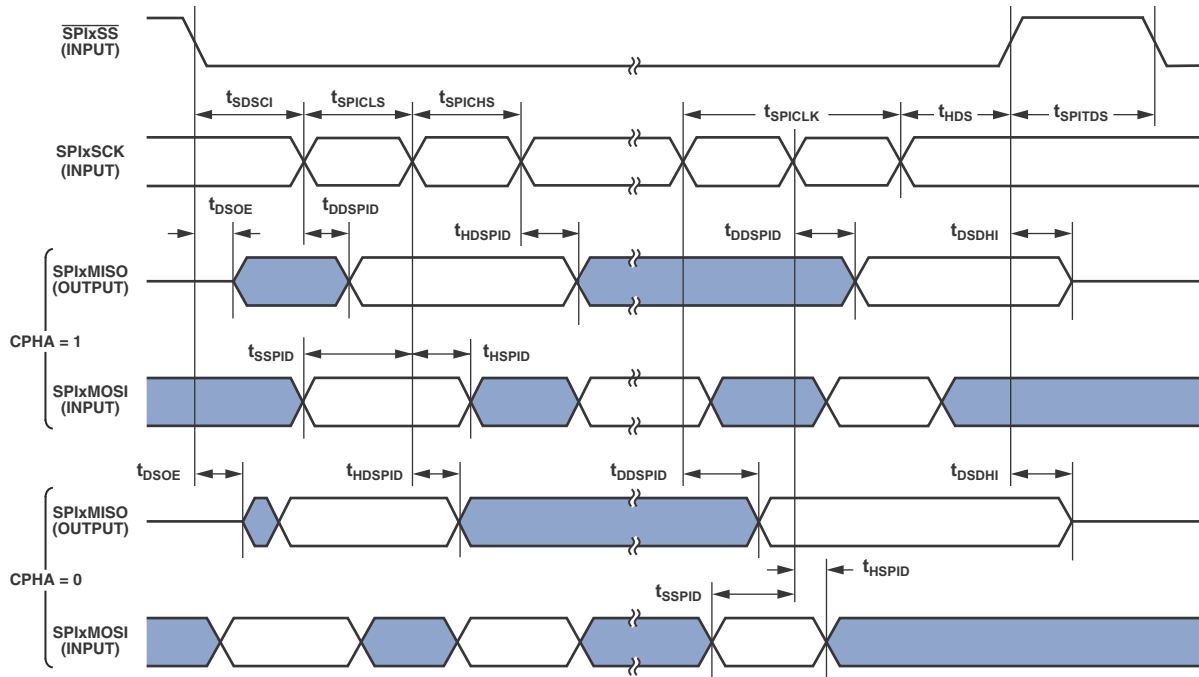 SPIxSS
(INPUT)
tSDSCI tSPICLS tSPICHS tSPICLK tHDS tSPITDS
SPIxSCK
(INPUT)
tDSOE tDDSPID tHDSPID tDDSPID tDSDHI
SPIxMISO
(OUTPUT)
CPHA = 1
tSSPID tHSPID
SPIxMOSI
(INPUT)
tDSOE tHDSPID tDDSPID tDSDHI
SPIxMISO
(OUTPUT)
CPHA = 0
tSSPID tHSPID
SPIxMOSI
(INPUT)